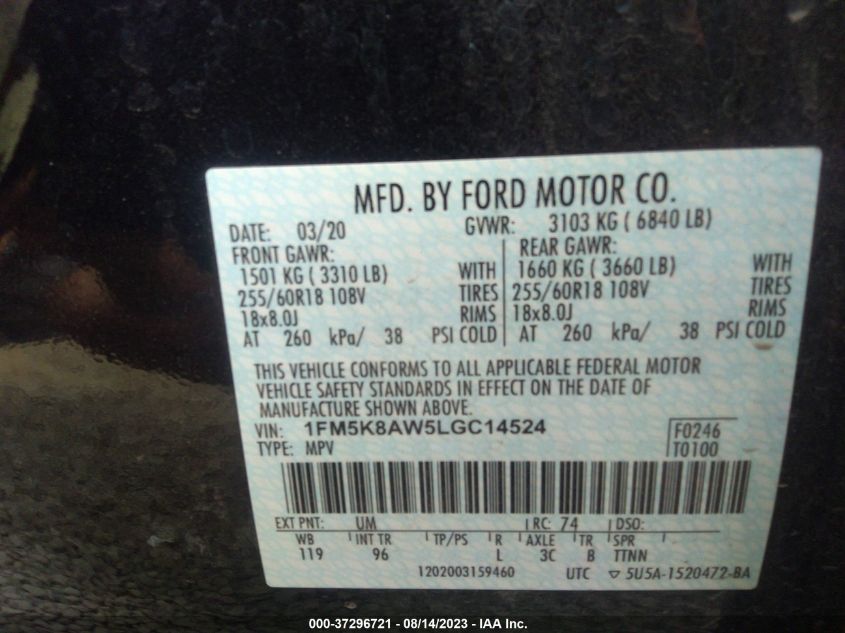 MFD. BY FORD MOTOR CO.
DATE: 03/20 GVWR: 3103 KG ( 6840 LB)
FRONT GAWR: REAR GAWR:
1501 KG ( 3310 LB) WITH 1660 KG ( 3660 LB) WITH
255/60R18 108V TIRES 255/60R18 108V TIRES
18x8.0J RIMS 18x8.0J RIMS
AT 260 kPa/ 38 PSI COLD AT 260 kPa/ 38 PSI COLD
THIS VEHICLE CONFORMS TO ALL APPLICABLE FEDERAL MOTOR
VEHICLE SAFETY STANDARDS IN EFFECT ON THE DATE OF
MANUFACTURE SHOWN ABOVE.
VIN: 1FM5K8AW5LGC14524 F0246
TYPE: MPV T0100
EXT PNT: UM RC: 74 DSO:
WB INT TR TP/PS R AXLE TR SPR
119 96 L 3C B TTNN
1202003159460 UTC ▽ 5U5A-1520472-BA
000-37296721 — 08/14/2023 — IAA Inc.